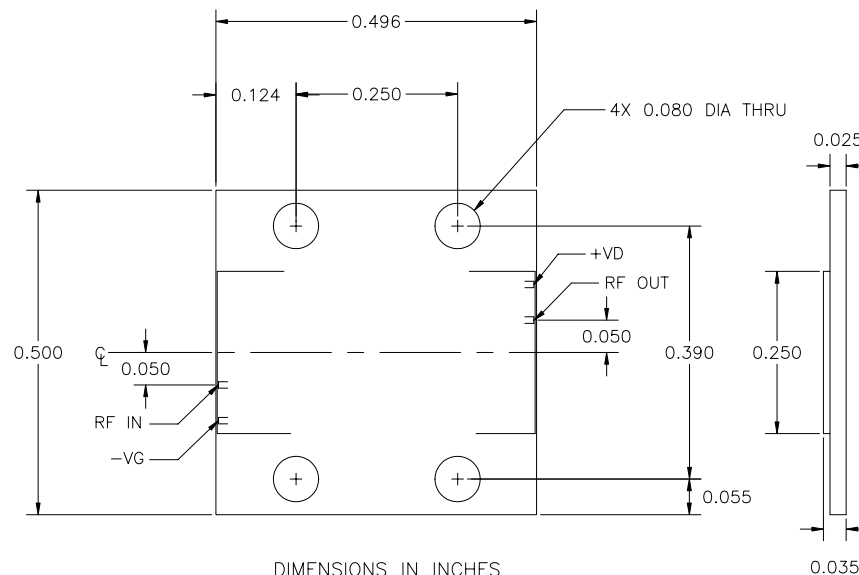 0.496
0.124
0.250
4X 0.080 DIA THRU
0.025
+VD
RF OUT
0.050
0.500
℄
0.050
0.390
0.250
RF IN
-VG
0.055
DIMENSIONS IN INCHES
0.035